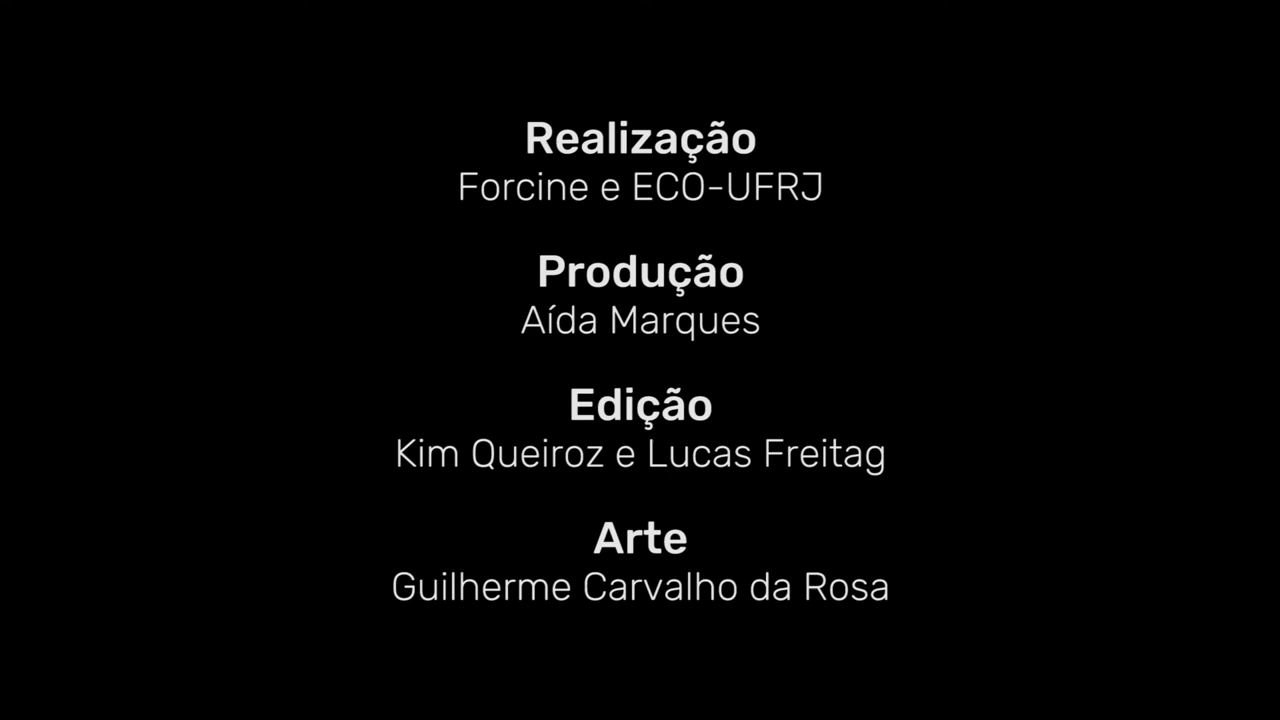 Realização
Forcine e ECO-UFRJ
Produção
Aída Marques
Edição
Kim Queiroz e Lucas Freitag
Arte
Guilherme Carvalho da Rosa